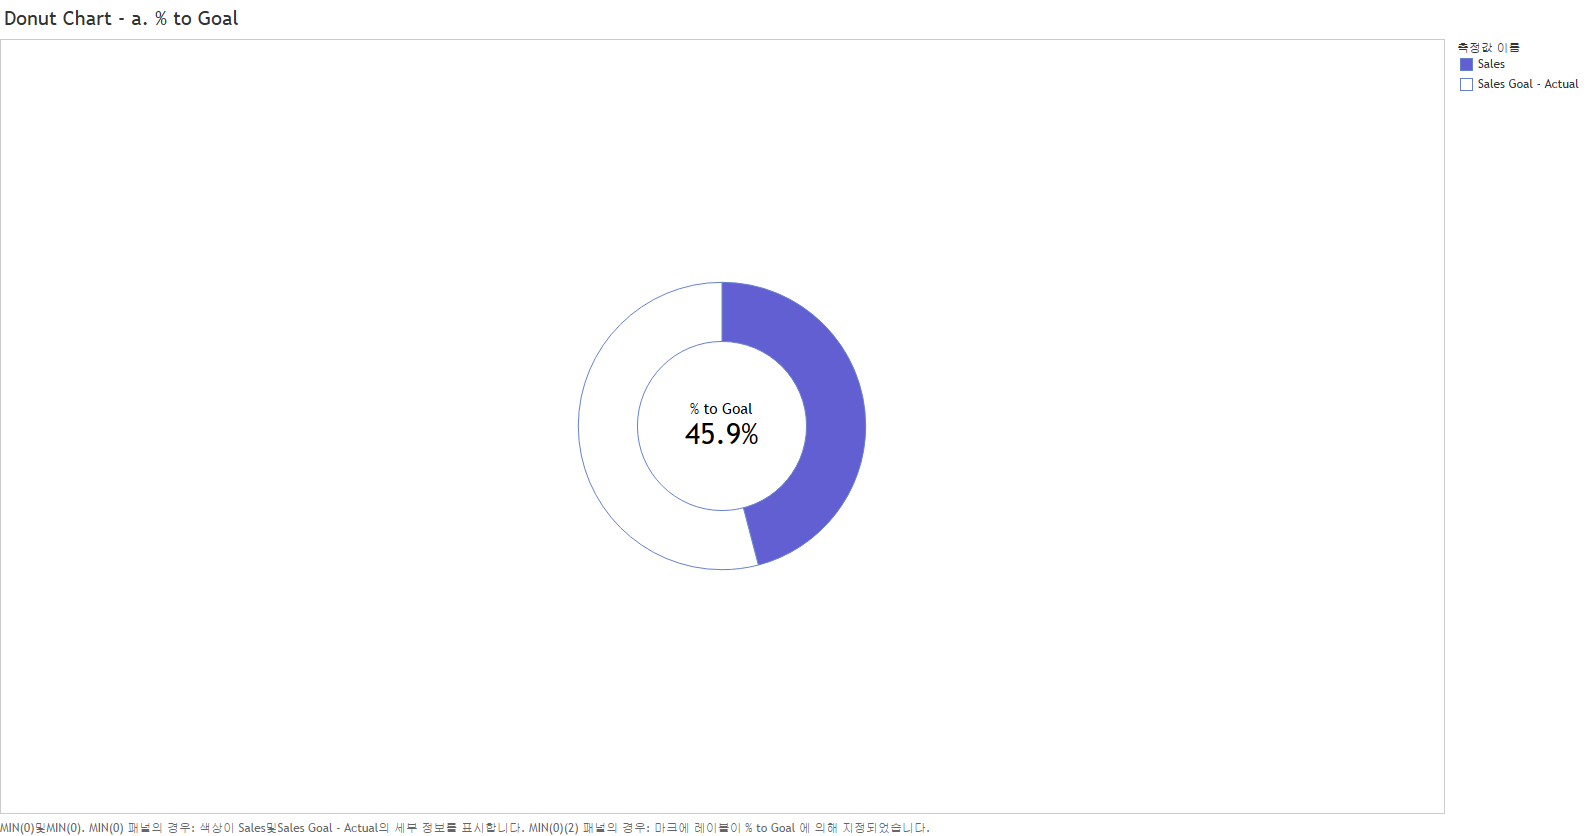 Donut Chart - a. % to Goal
측정값 이름
Sales
Sales Goal - Actual
% to Goal
45.9%
MIN(0)및MIN(0). MIN(0) 패널의 경우: 색상이 Sales및Sales Goal - Actual의 세부 정보를 표시합니다. MIN(0)(2) 패널의 경우: 마크에 레이블이 % to Goal 에 의해 지정되었습니다.